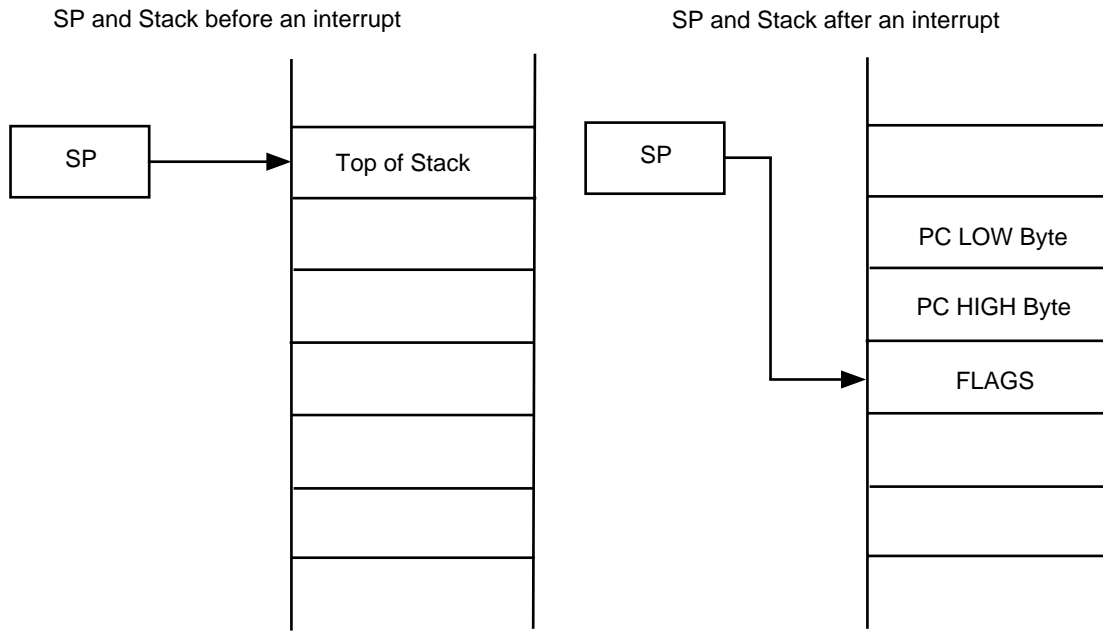 SP and Stack before an interrupt
SP and Stack after an interrupt
SP
Top of Stack
SP
PC LOW Byte
PC HIGH Byte
FLAGS